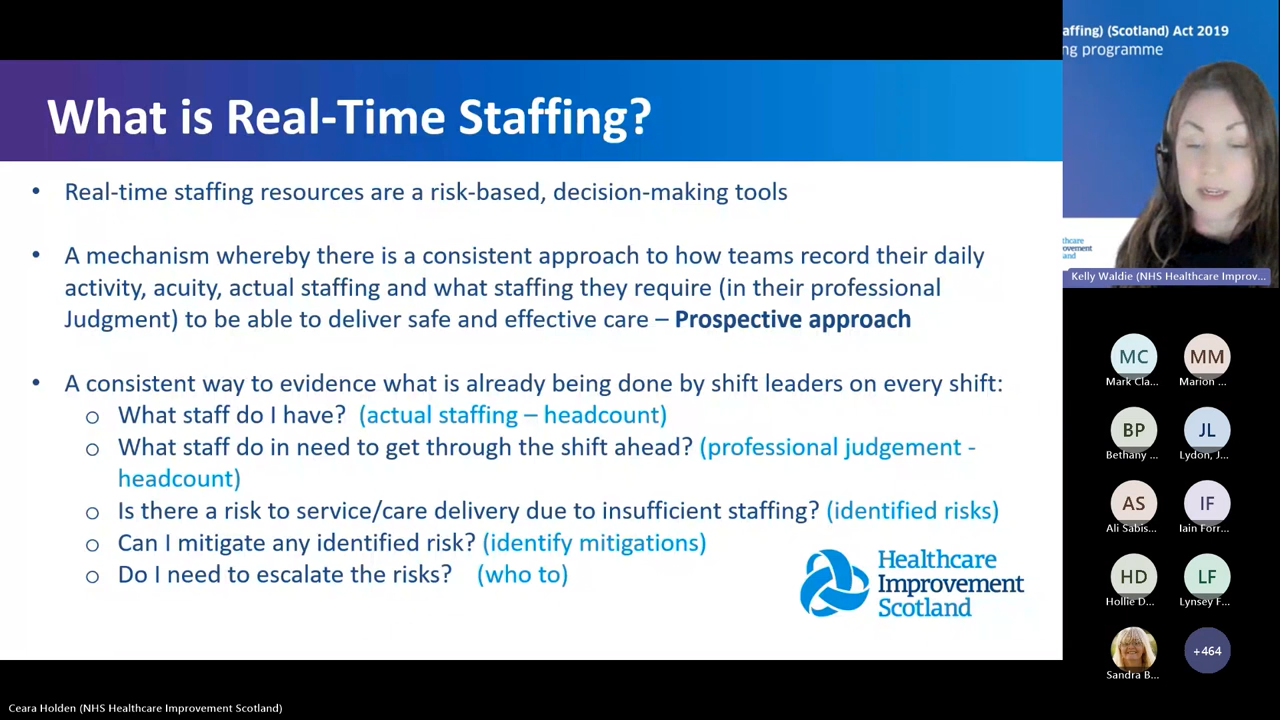 What is Real-Time Staffing?
• Real-time staffing resources are a risk-based, decision-making tools
• A mechanism whereby there is a consistent approach to how teams record their daily
activity, acuity, actual staffing and what staffing they require (in their professional
Judgment) to be able to deliver safe and effective care – Prospective approach
• A consistent way to evidence what is already being done by shift leaders on every shift:
o What staff do I have? (actual staffing – headcount)
o What staff do in need to get through the shift ahead? (professional judgement -
headcount)
o Is there a risk to service/care delivery due to insufficient staffing? (identified risks)
o Can I mitigate any identified risk? (identify mitigations)
o Do I need to escalate the risks? (who to)
Healthcare
Improvement
Scotland
affing) (Scotland) Act 2019
ng programme
thcare
ovement
and
Kelly Waldie (NHS Healthcare Improv...
MC
Mark Cla...
MM
Marion ...
BP
Bethany ...
JL
Lydon, J...
AS
Ali Sabis...
IF
Iain Forr...
HD
Hollie D...
LF
Lynsey F...
Sandra B...
+464
Ceara Holden (NHS Healthcare Improvement Scotland)